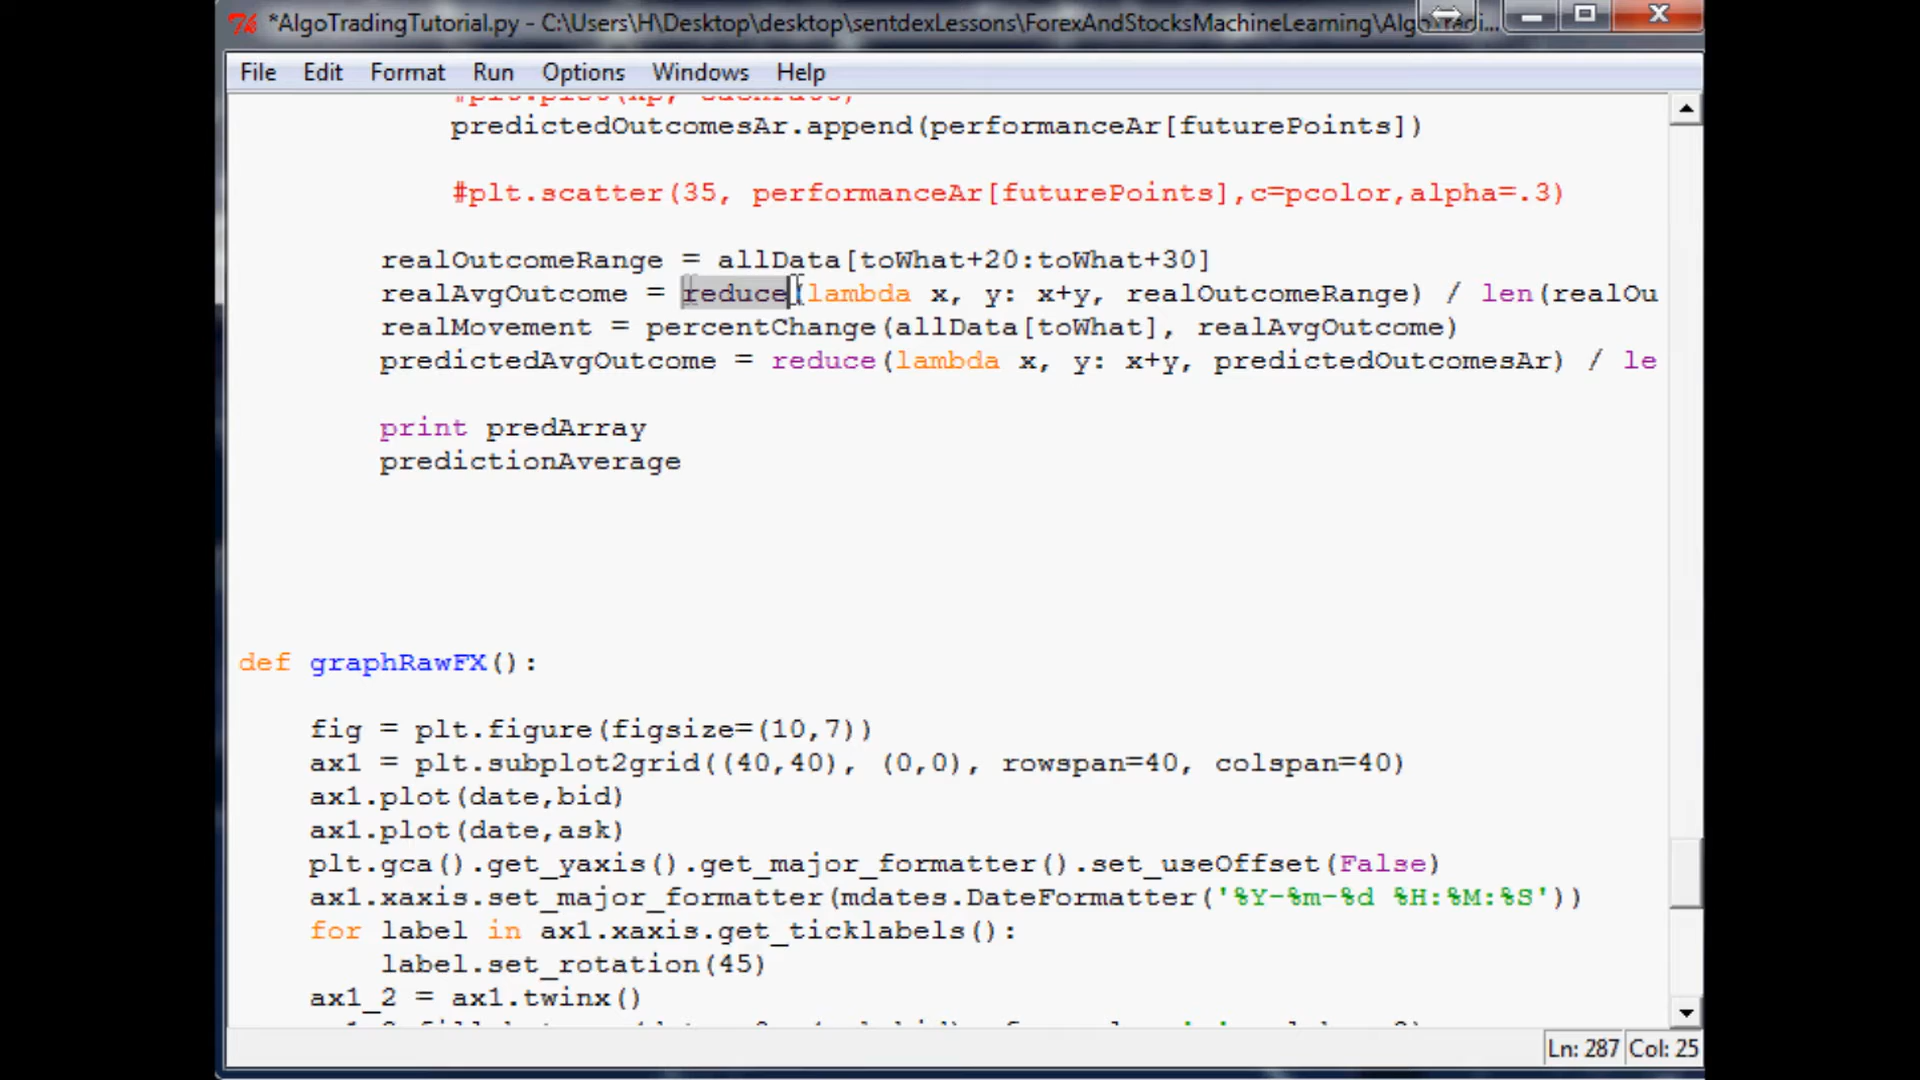 *AlgoTradingTutorial.py - C:\Users\H\Desktop\desktop\sentdexLessons\ForexAndStocksMachineLearning\AlgoTradi...
File Edit Format Run Options Windows Help
predictedOutcomesAr.append(performanceAr[futurePoints])
#plt.scatter(35, performanceAr[futurePoints],c=pcolor,alpha=.3)
realOutcomeRange = allData[toWhat+20:toWhat+30]
realAvgOutcome = reduce(lambda x, y: x+y, realOutcomeRange) / len(realOu
realMovement = percentChange(allData[toWhat], realAvgOutcome)
predictedAvgOutcome = reduce(lambda x, y: x+y, predictedOutcomesAr) / le
print predArray
predictionAverage
def graphRawFX():
fig = plt.figure(figsize=(10,7))
ax1 = plt.subplot2grid((40,40), (0,0), rowspan=40, colspan=40)
ax1.plot(date,bid)
ax1.plot(date,ask)
plt.gca().get_yaxis().get_major_formatter().set_useOffset(False)
ax1.xaxis.set_major_formatter(mdates.DateFormatter('%Y-%m-%d %H:%M:%S'))
for label in ax1.xaxis.get_ticklabels():
label.set_rotation(45)
ax1_2 = ax1.twinx()
Ln: 287 Col: 25